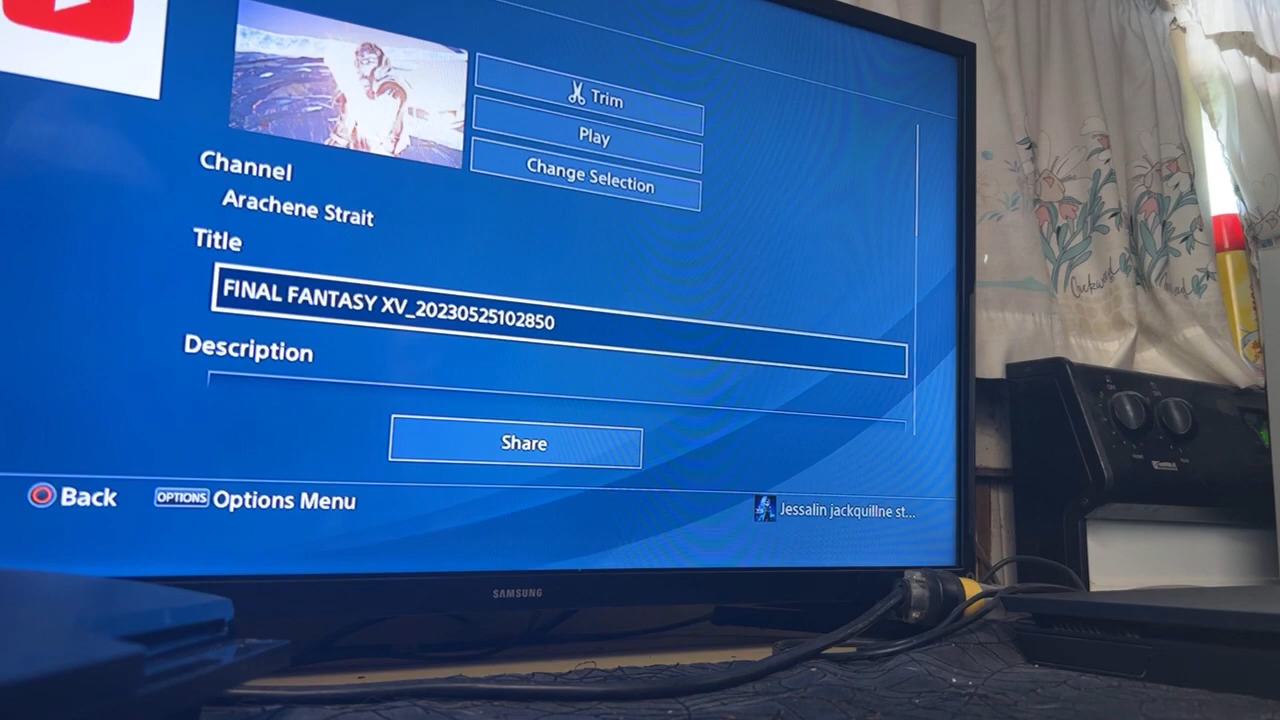 Trim
Play
Change Selection
Channel
Arachene Strait
Title
FINAL FANTASY XV_20230525102850
Description
Share
Back
OPTIONS Options Menu
Jessalin jackquillne st...
SAMSUNG